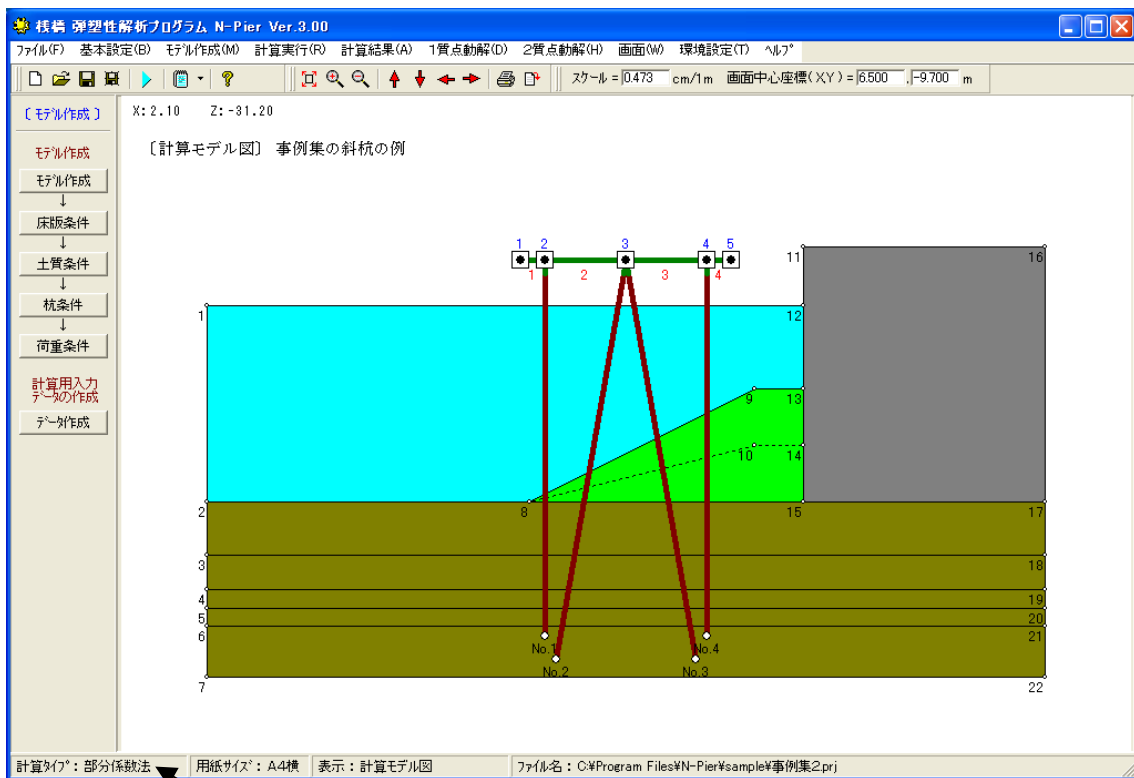 桟橋 弾塑性解析プログラム N-Pier Ver.3.00
ファイル(F) 基本設定(B) モデル作成(M) 計算実行(R) 計算結果(A) 1質点動解(D) 2質点動解(H) 画面(W) 環境設定(T) ヘルプ
スケール = 0.473 cm/1m 画面中心座標(X,Y) = 6.500 , -9.700 m
〔モデル作成〕
X:2.10 Z:-31.20
モデル作成
〔計算モデル図〕 事例集の斜杭の例
モデル作成
↓
床版条件
↓
土質条件
↓
杭条件
↓
荷重条件
計算用入力
データの作成
データ作成
1 2 3 4 5
1 2 3 4
11 16
1 12
9 13
10 14
2 8 15 17
3 18
4 19
5 20
6 21
No.1 No.4
No.2 No.3
7 22
計算タイプ：部分係数法 用紙サイズ：A4横 表示：計算モデル図 ファイル名：C:¥Program Files¥N-Pier¥sample¥事例集2.prj